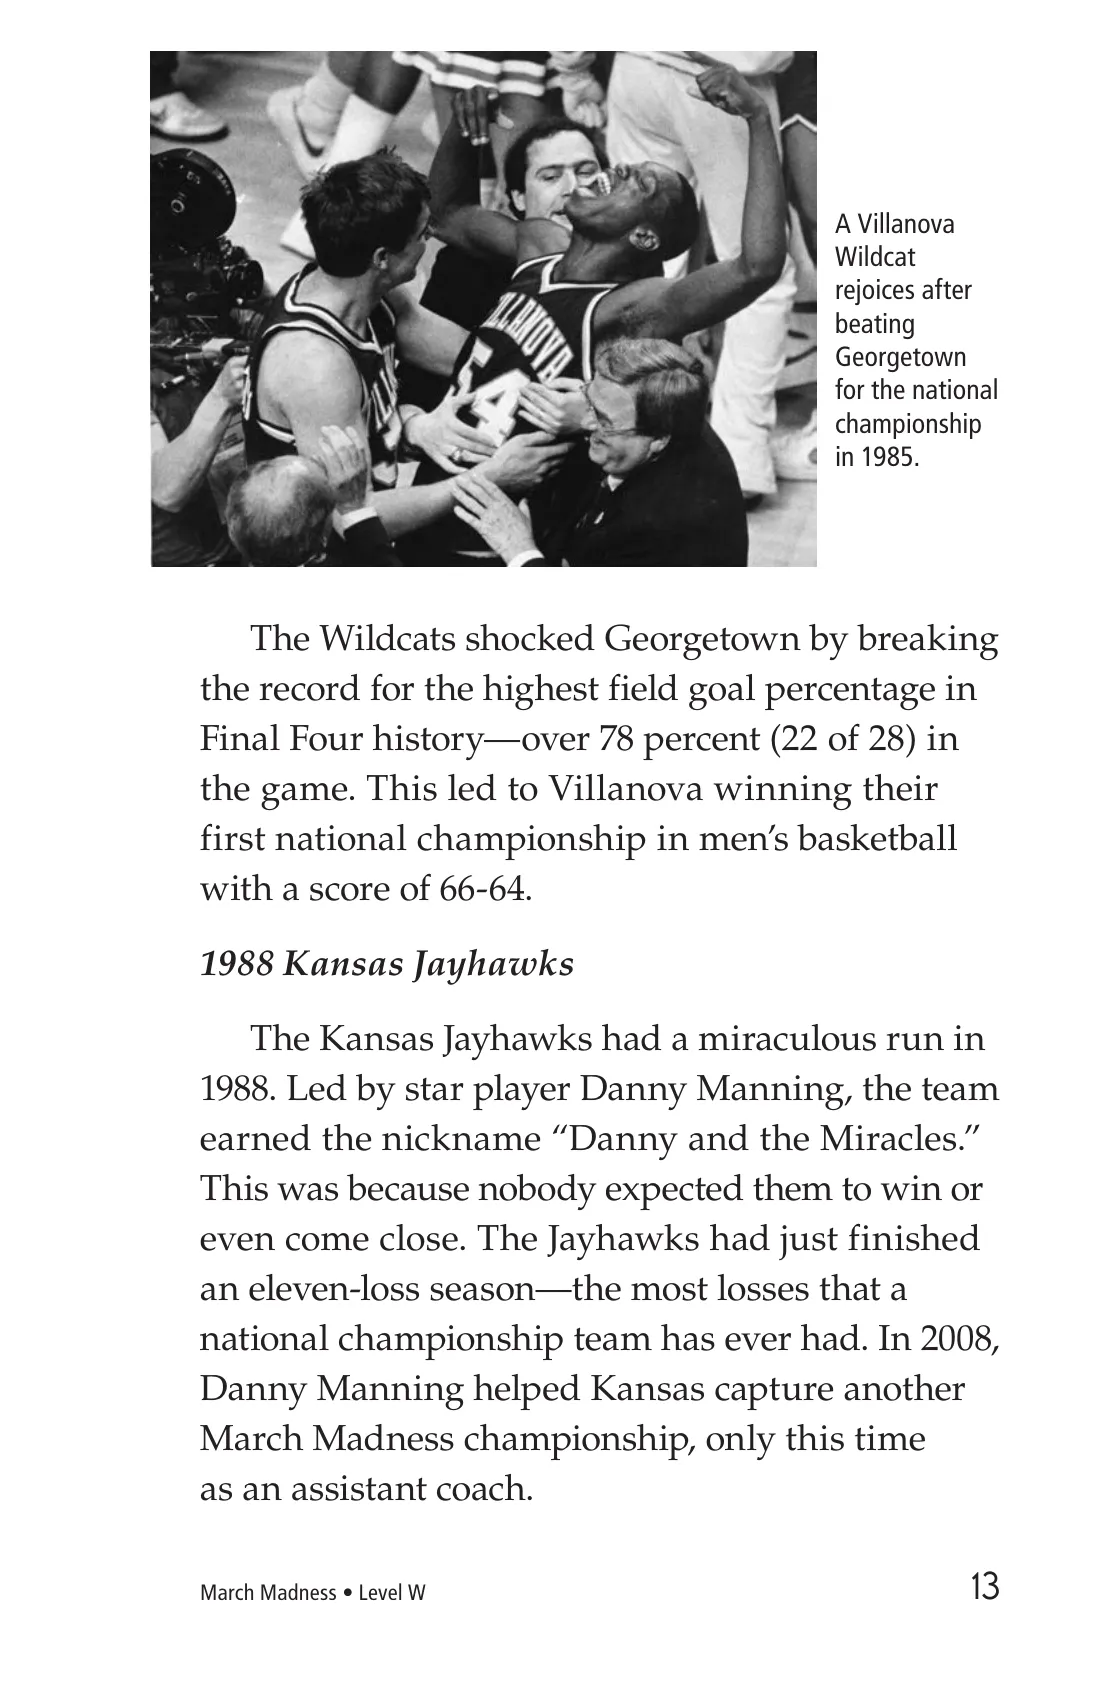 A Villanova
Wildcat
rejoices after
beating
Georgetown
for the national
championship
in 1985.
The Wildcats shocked Georgetown by breaking
the record for the highest field goal percentage in
Final Four history—over 78 percent (22 of 28) in
the game. This led to Villanova winning their
first national championship in men’s basketball
with a score of 66-64.
1988 Kansas Jayhawks
The Kansas Jayhawks had a miraculous run in
1988. Led by star player Danny Manning, the team
earned the nickname “Danny and the Miracles.”
This was because nobody expected them to win or
even come close. The Jayhawks had just finished
an eleven-loss season—the most losses that a
national championship team has ever had. In 2008,
Danny Manning helped Kansas capture another
March Madness championship, only this time
as an assistant coach.
March Madness • Level W
13